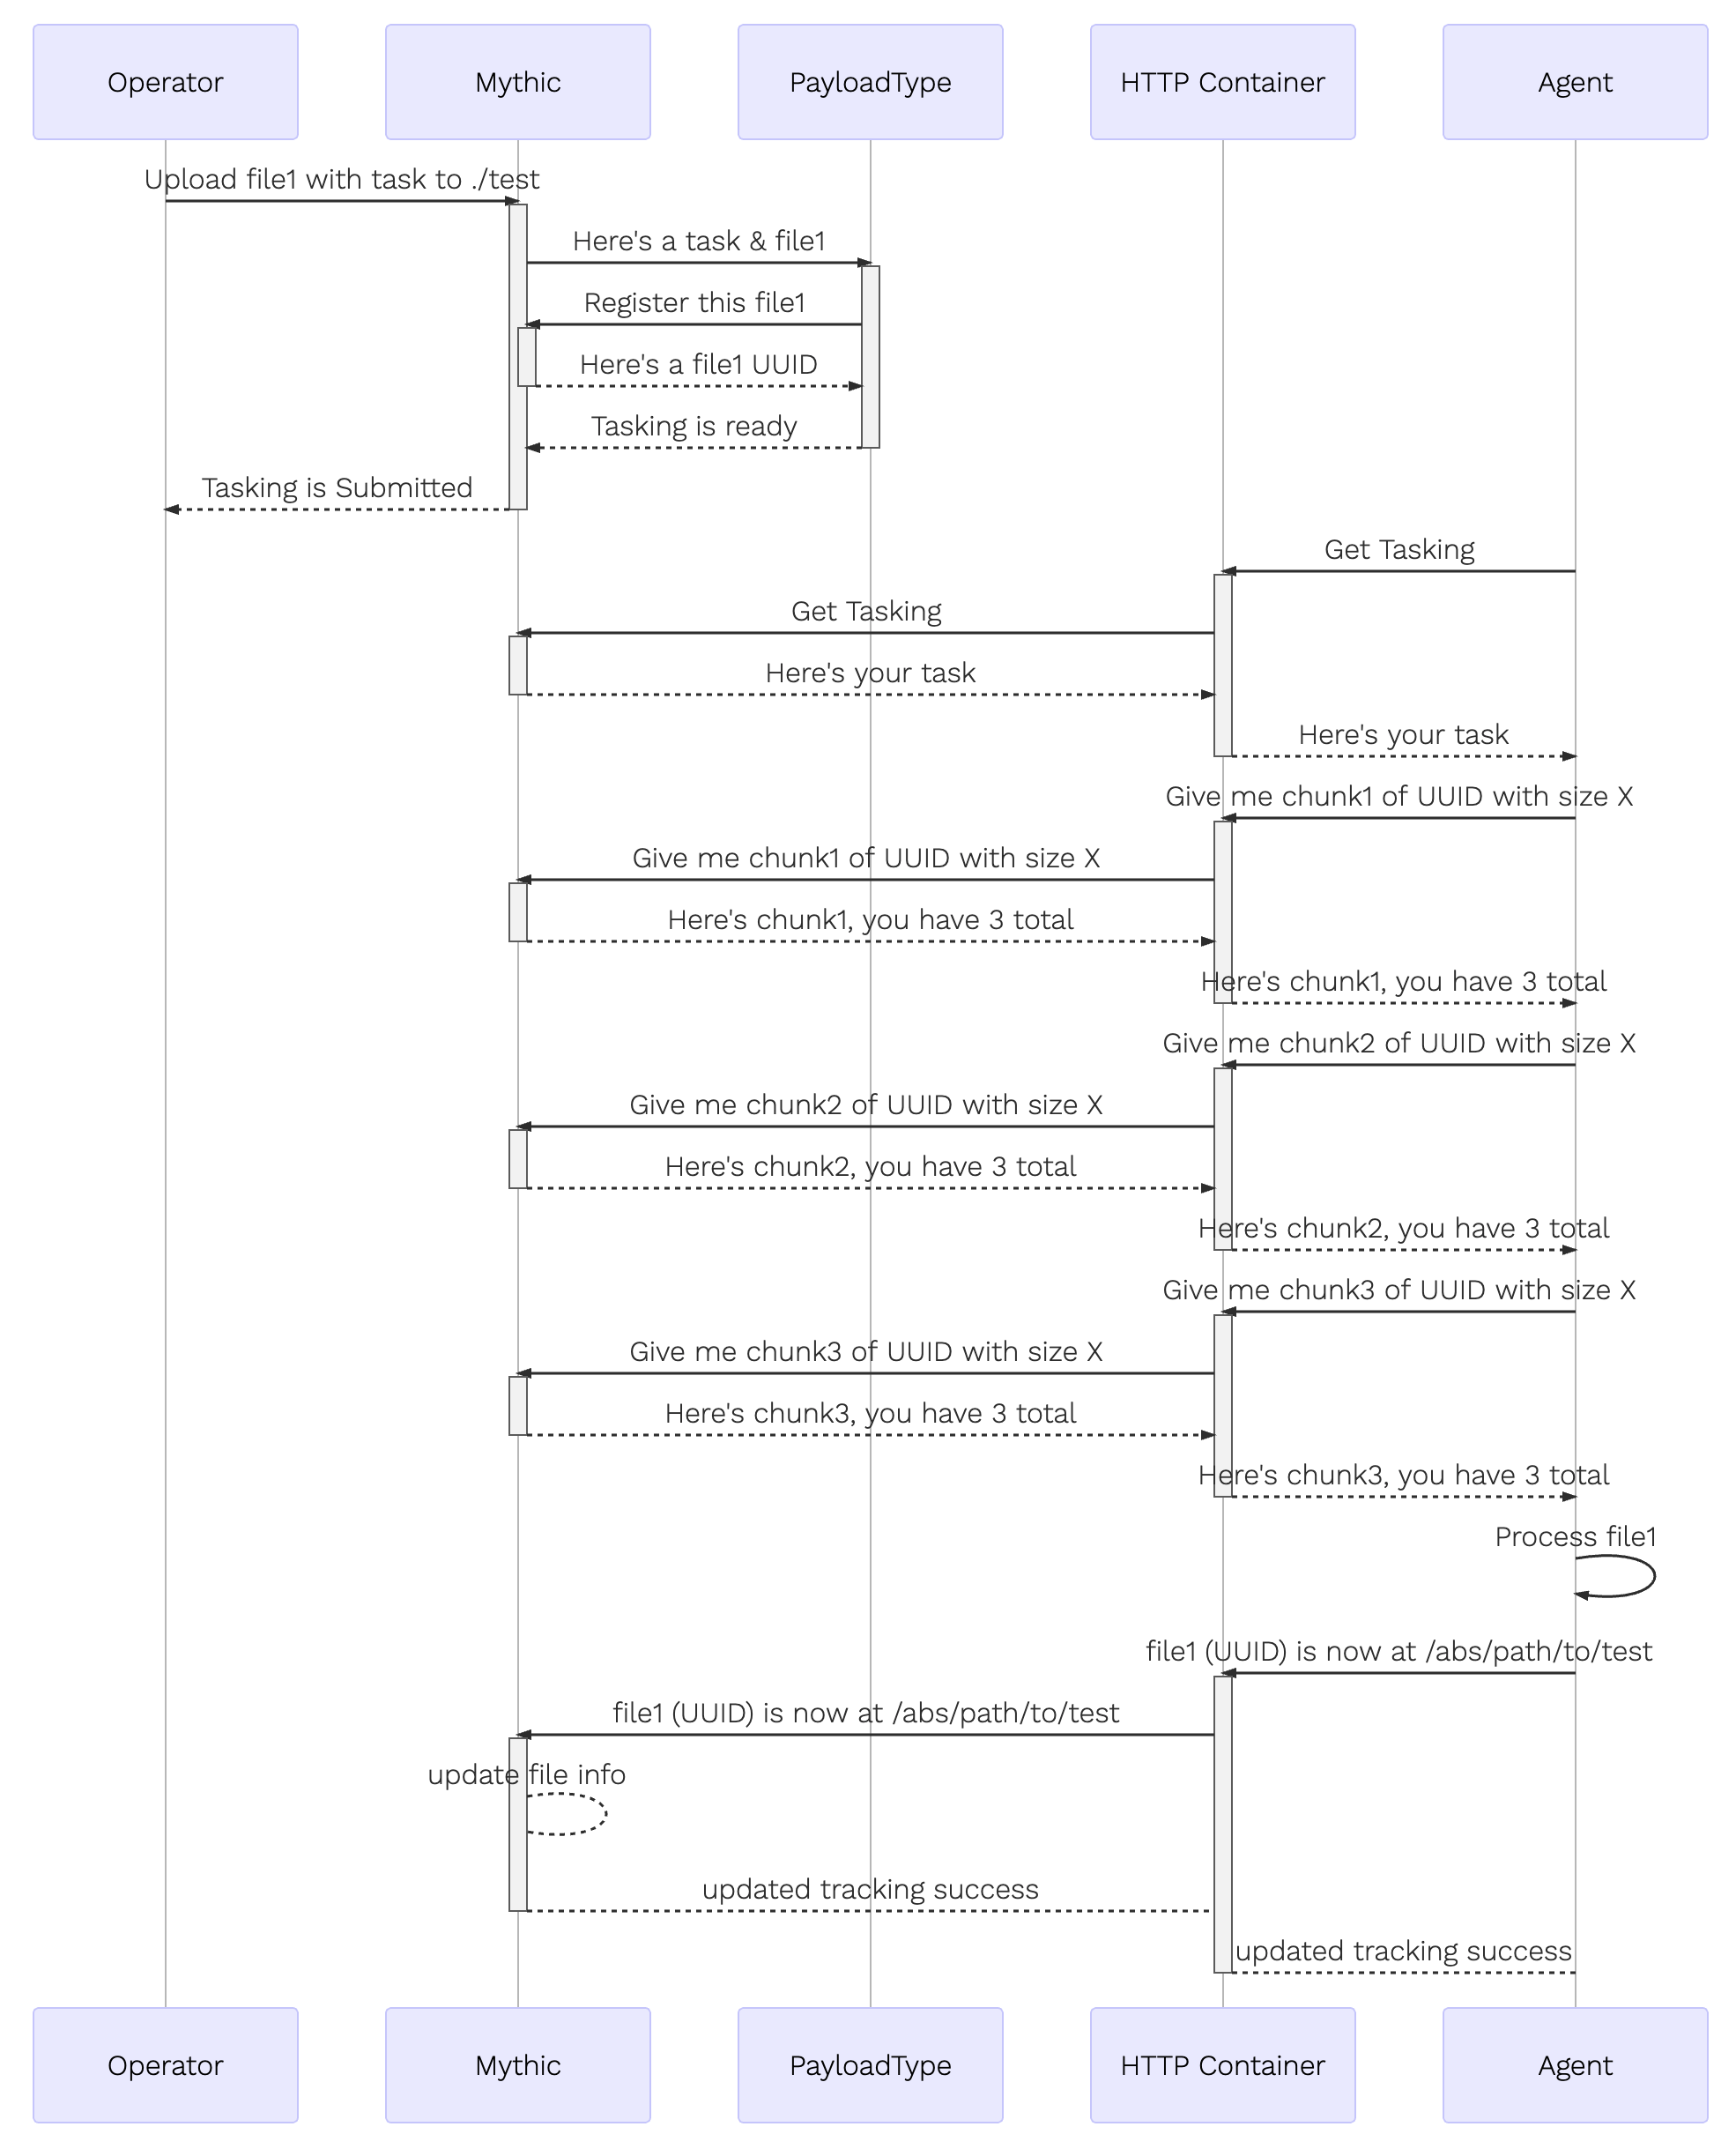 Operator
Mythic
PayloadType
HTTP Container
Agent
Upload file1 with task to ./test
Here's a task & file1
Register this file1
Here's a file1 UUID
Tasking is ready
Tasking is Submitted
Get Tasking
Get Tasking
Here's your task
Here's your task
Give me chunk1 of UUID with size X
Give me chunk1 of UUID with size X
Here's chunk1, you have 3 total
Here's chunk1, you have 3 total
Give me chunk2 of UUID with size X
Give me chunk2 of UUID with size X
Here's chunk2, you have 3 total
Here's chunk2, you have 3 total
Give me chunk3 of UUID with size X
Give me chunk3 of UUID with size X
Here's chunk3, you have 3 total
Here's chunk3, you have 3 total
Process file1
file1 (UUID) is now at /abs/path/to/test
file1 (UUID) is now at /abs/path/to/test
update file info
updated tracking success
updated tracking success
Operator
Mythic
PayloadType
HTTP Container
Agent